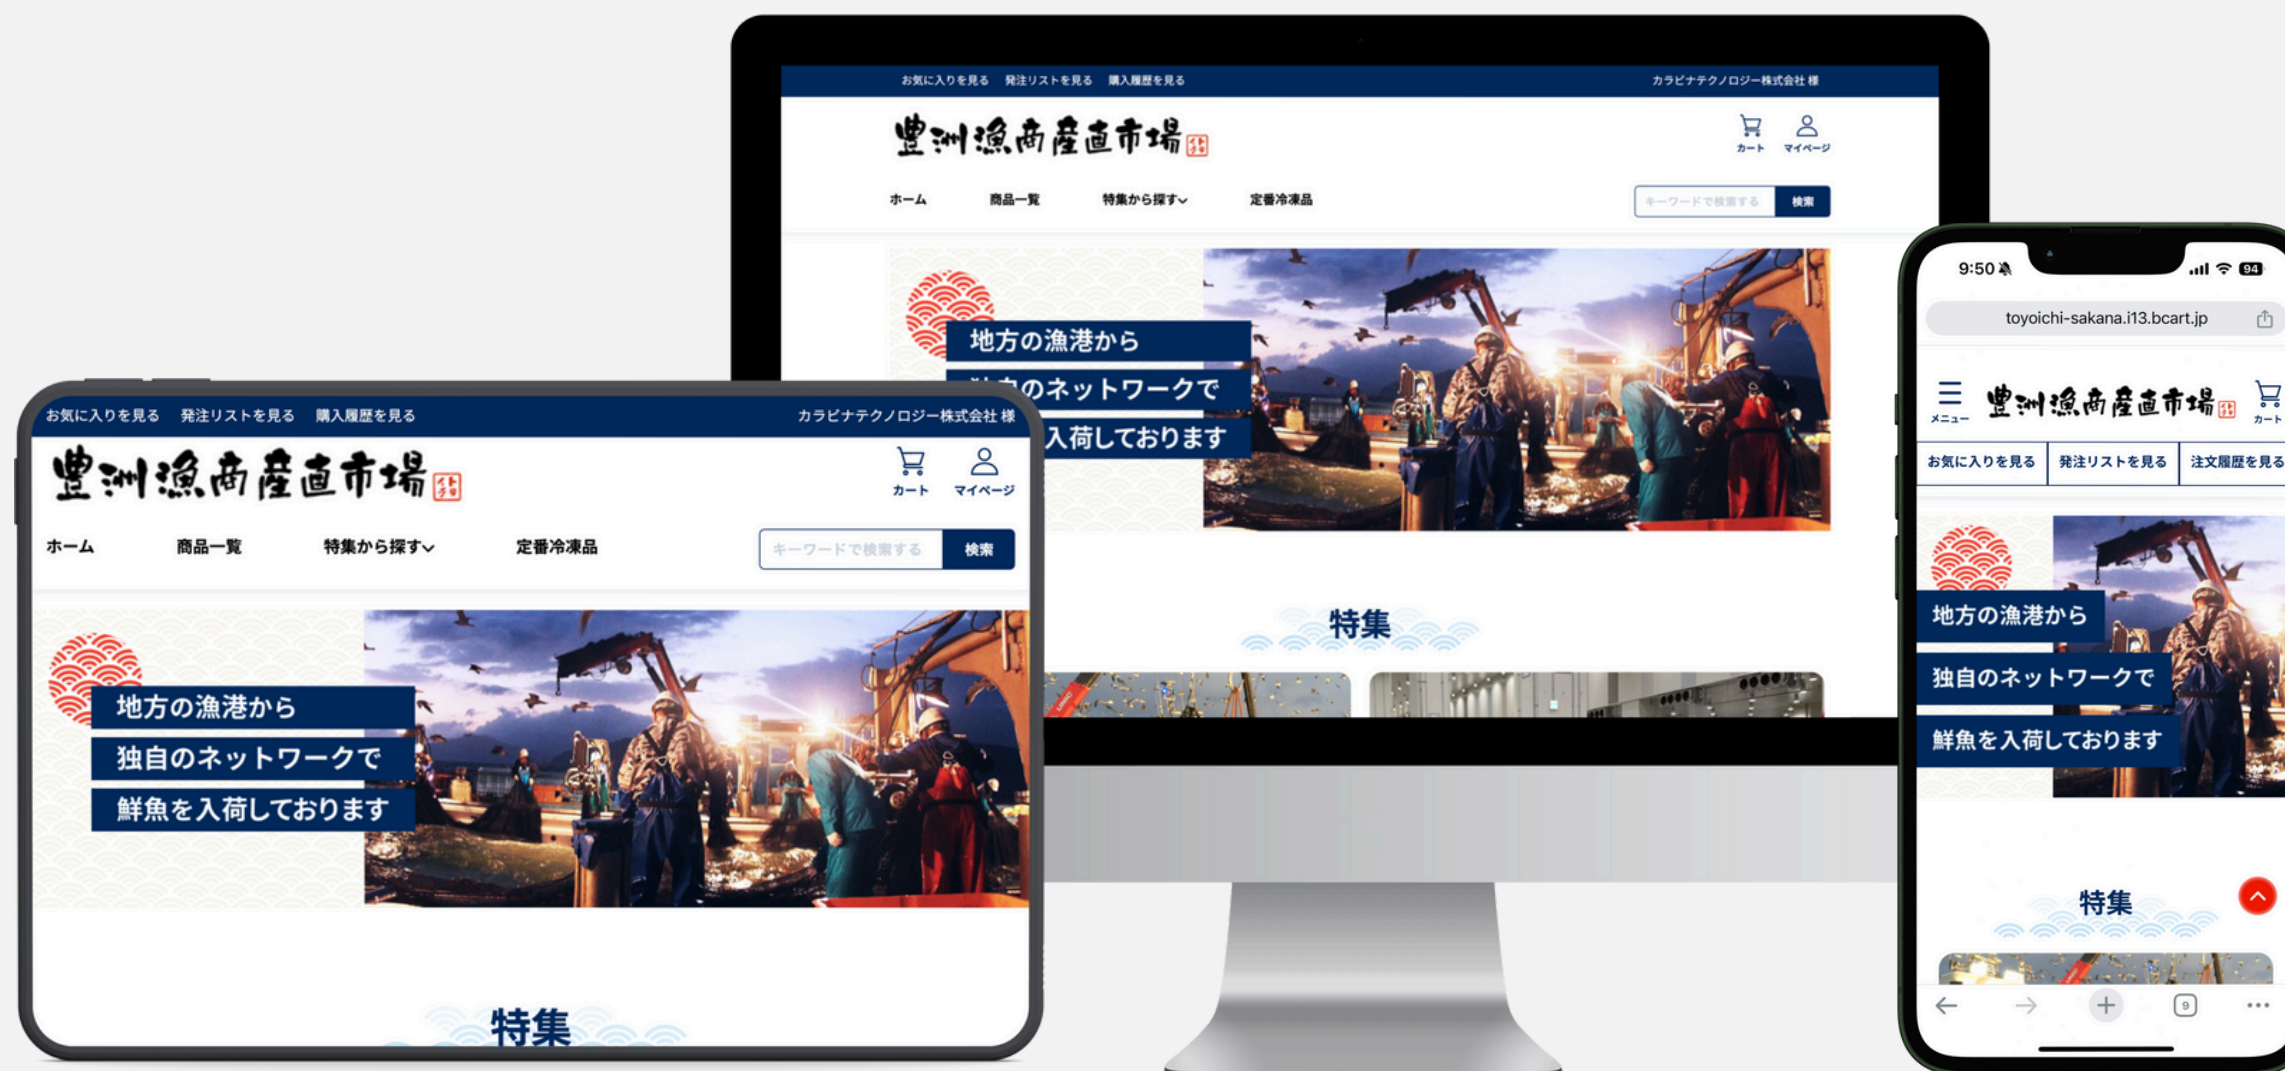 お気に入りを見る 発注リストを見る 購入履歴を見る
カラビナテクノロジー株式会社 様
豊洲漁商産直市場
カート
マイページ
ホーム 商品一覧 特集から探す 定番冷凍品
キーワードで検索する
検索
地方の漁港から
独自のネットワークで
入荷しております
特集
お気に入りを見る 発注リストを見る 購入履歴を見る
カラビナテクノロジー株式会社 様
豊洲漁商産直市場
カート
マイページ
ホーム 商品一覧 特集から探す 定番冷凍品
キーワードで検索する
検索
地方の漁港から
独自のネットワークで
鮮魚を入荷しております
特集
9:50
94
toyoichi-sakana.i13.bcart.jp
メニュー
豊洲漁商産直市場
カート
お気に入りを見る
発注リストを見る
注文履歴を見る
地方の漁港から
独自のネットワークで
鮮魚を入荷しております
特集
9